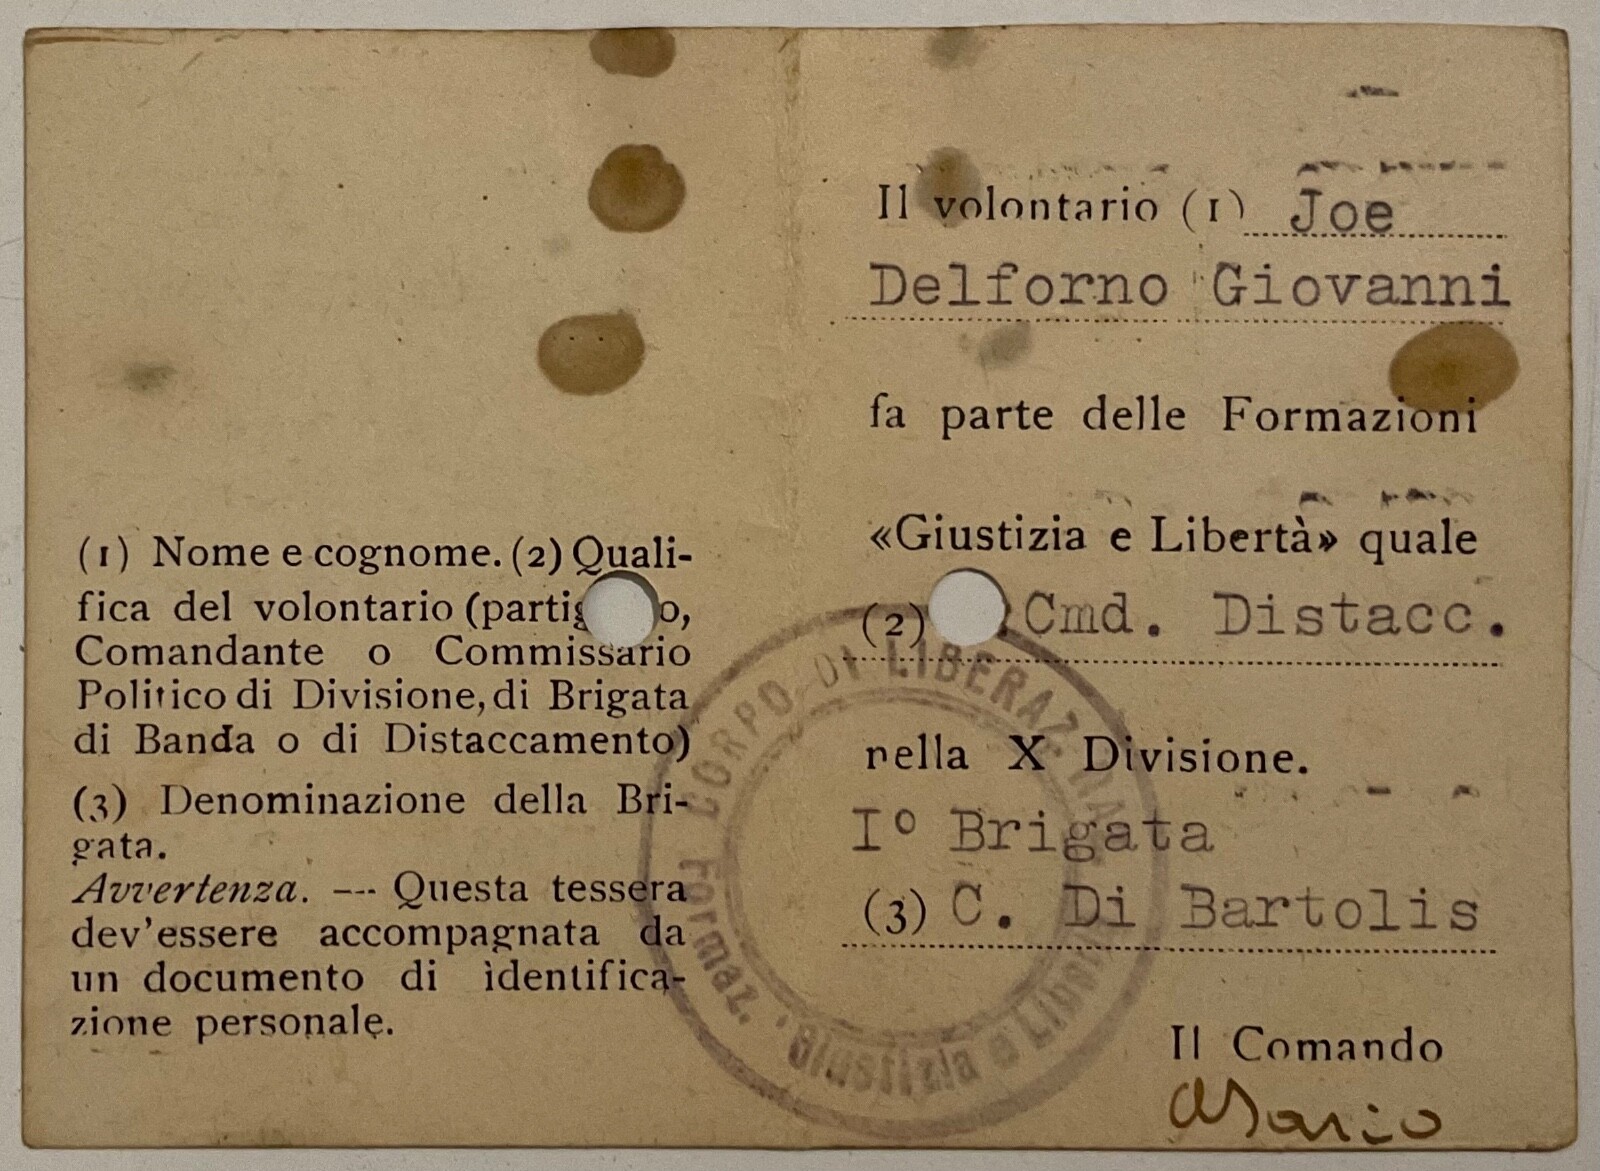 (1) Nome e cognome. (2) Quali-
fica del volontario (partig o,
Comandante o Commissario
Politico di Divisione, di Brigata
di Banda o di Distaccamento)
(3) Denominazione della Bri-
gata.
Avvertenza. — Questa tessera
dev'essere accompagnata da
un documento di identifica-
zione personale.
Il volontario (1) Joe
Delforno Giovanni
fa parte delle Formazioni
«Giustizia e Libertà» quale
(2) Cmd. Distacc.
nella X Divisione.
I° Brigata
(3) C. Di Bartolis
Il Comando
Mario
CORPO DI LIBERAZ.
Formaz. Giustizia e